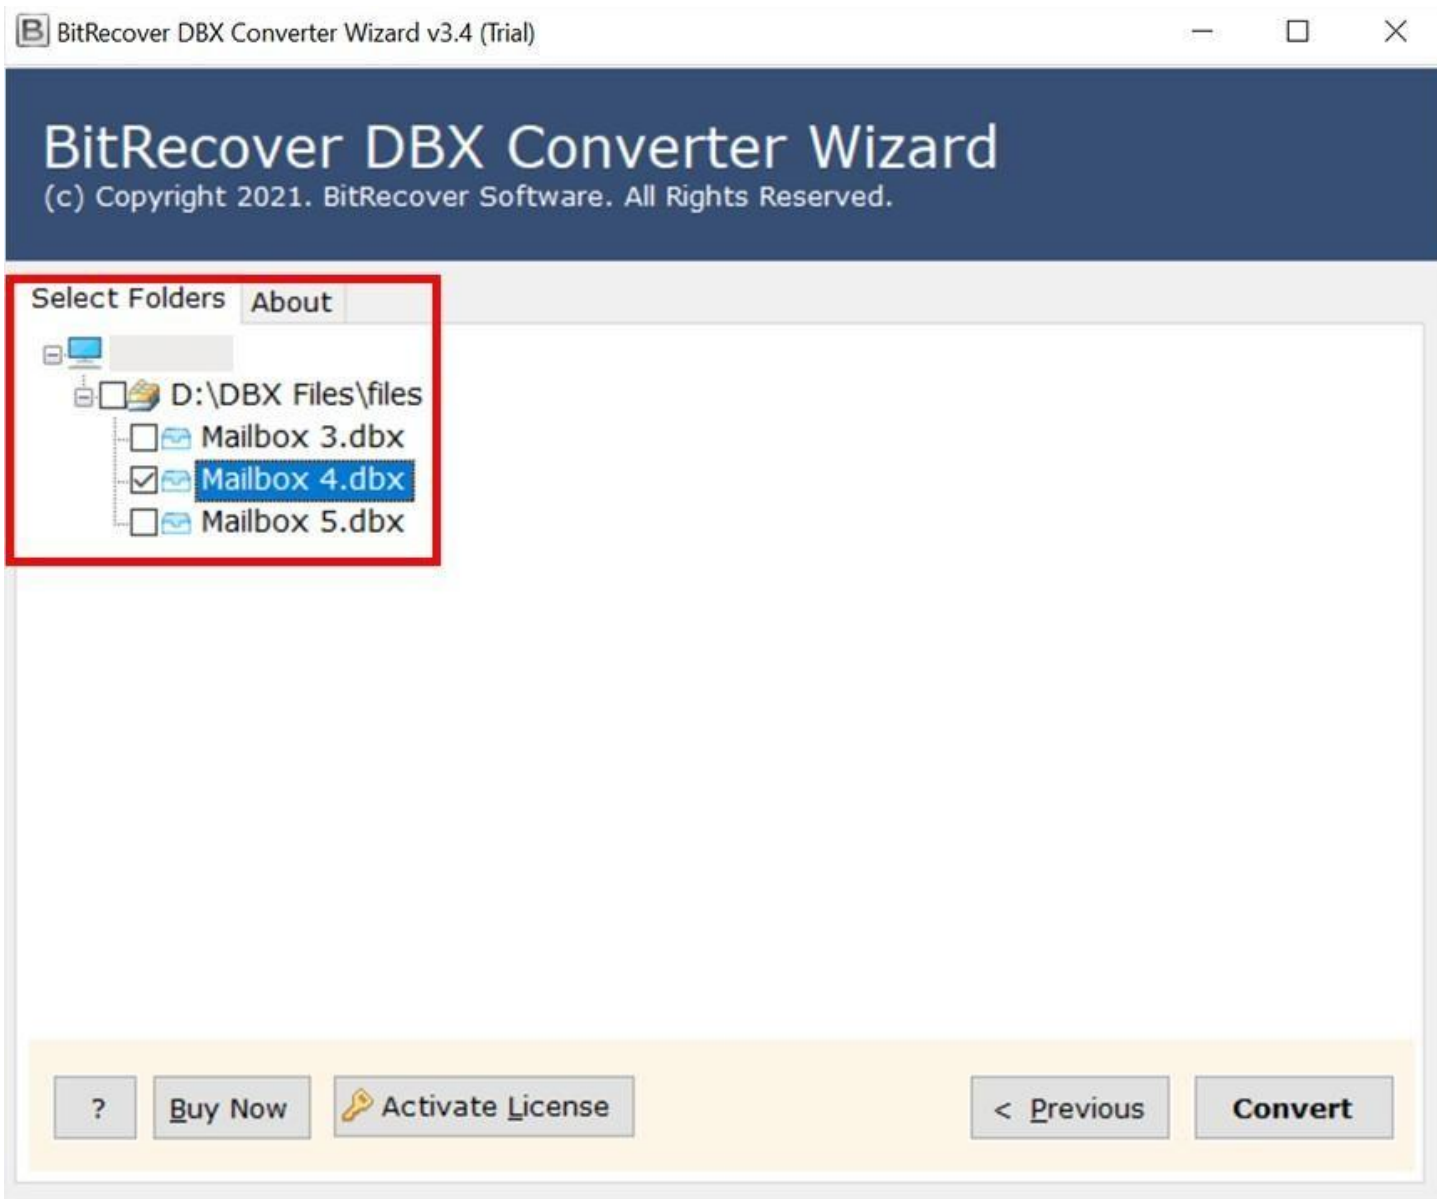 BitRecover DBX Converter Wizard v3.4 (Trial)
BitRecover DBX Converter Wizard
(c) Copyright 2021. BitRecover Software. All Rights Reserved.
Select Folders About
D:\DBX Files\files
Mailbox 3.dbx
Mailbox 4.dbx
Mailbox 5.dbx
? Buy Now Activate License < Previous Convert